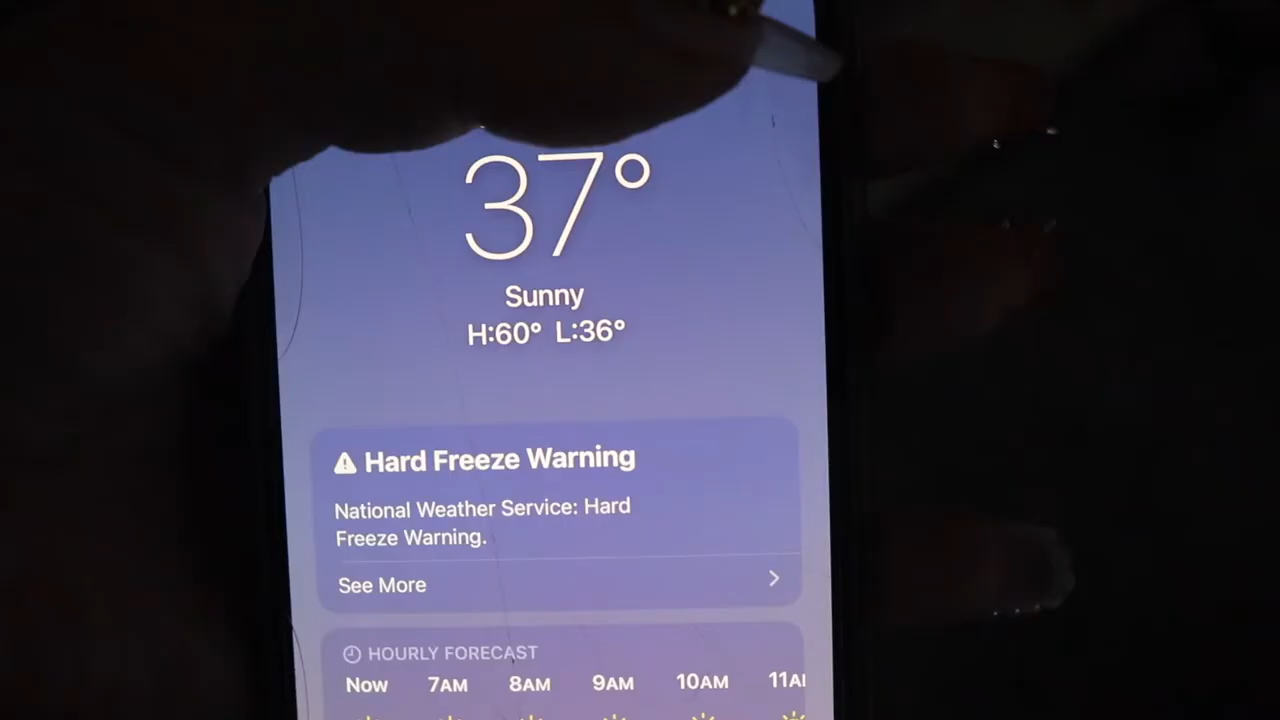 37°
Sunny
H:60° L:36°
Hard Freeze Warning
National Weather Service: Hard
Freeze Warning.
See More
HOURLY FORECAST
Now 7AM 8AM 9AM 10AM 11A